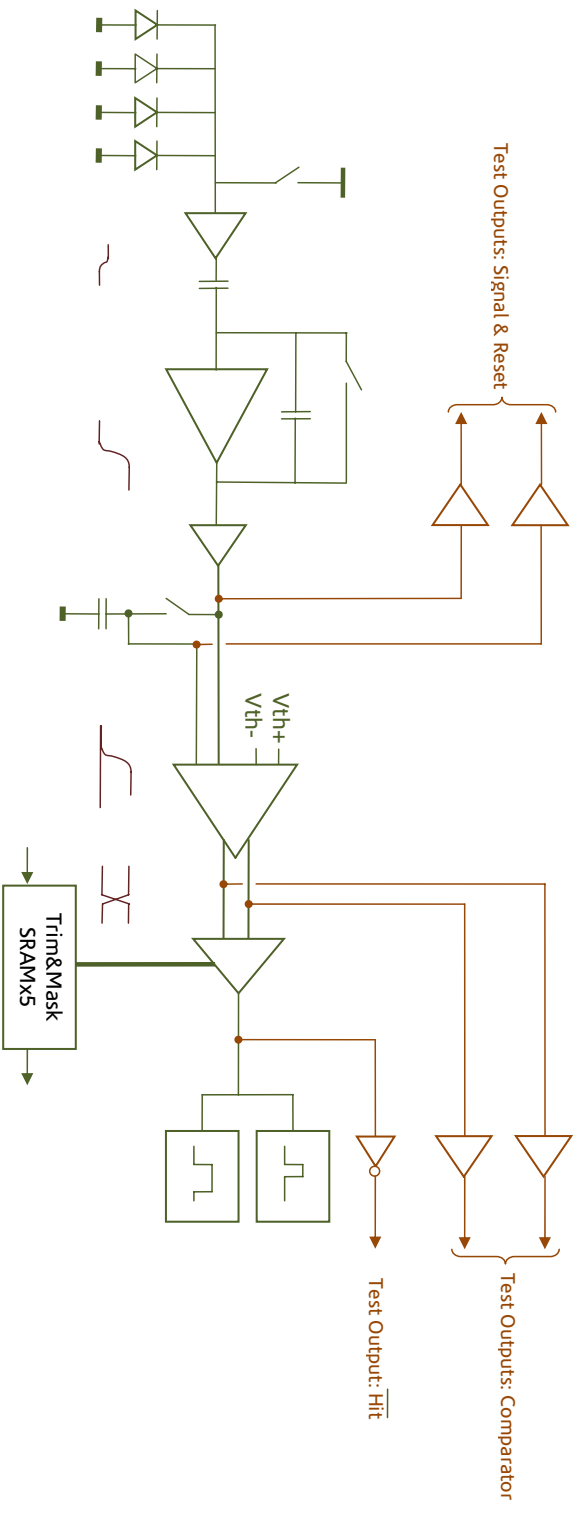 Test Outputs: Signal & Reset
Vth+
Vth-
Trim&Mask
SRAMx5
Test Output: Hit
Test Outputs: Comparator